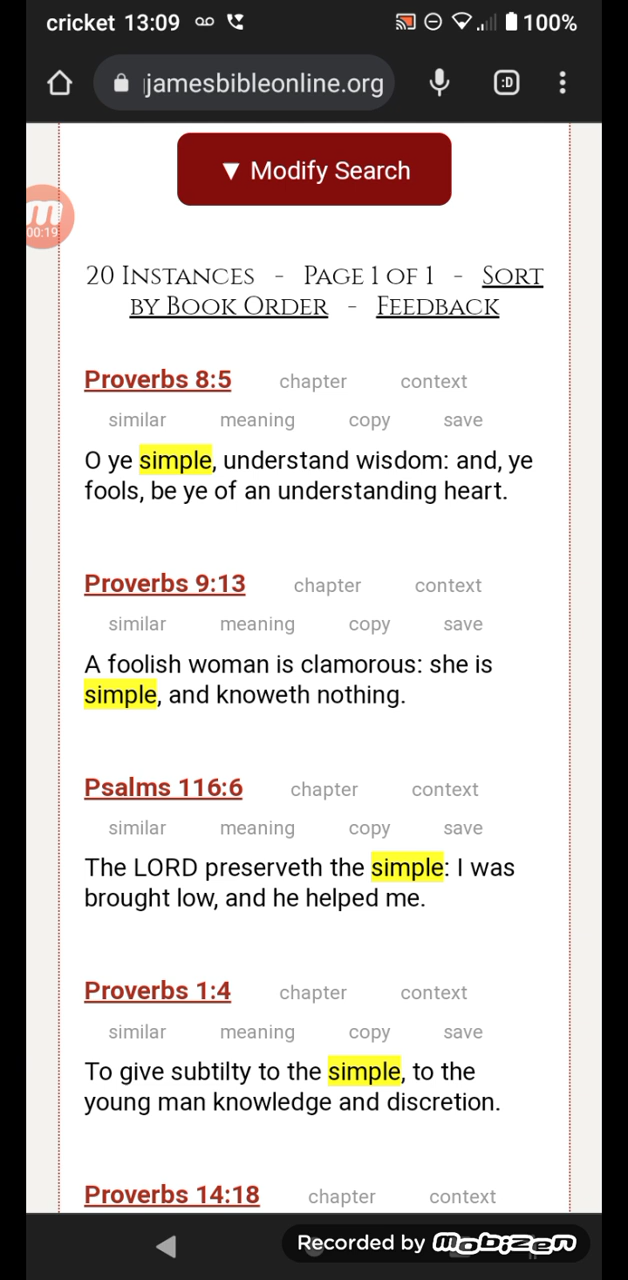 cricket 13:09 100%
jamesbibleonline.org :D
▼ Modify Search
00:19
20 Instances - Page 1 of 1 - Sort
by Book Order - Feedback
Proverbs 8:5 chapter context
similar meaning copy save
O ye simple, understand wisdom: and, ye
fools, be ye of an understanding heart.
Proverbs 9:13 chapter context
similar meaning copy save
A foolish woman is clamorous: she is
simple, and knoweth nothing.
Psalms 116:6 chapter context
similar meaning copy save
The LORD preserveth the simple: I was
brought low, and he helped me.
Proverbs 1:4 chapter context
similar meaning copy save
To give subtilty to the simple, to the
young man knowledge and discretion.
Proverbs 14:18 chapter context
Recorded by Mobizen